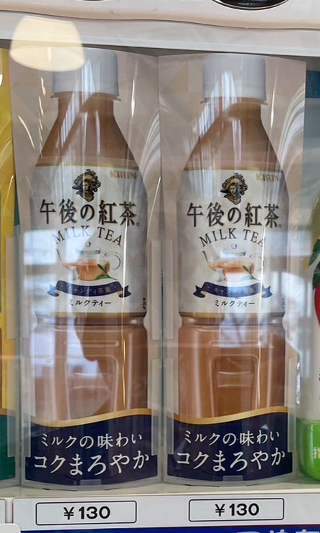 KIRIN
午後の紅茶
MILK TEA
ミルクティー
ミルクの味わい
コクまろやか
¥130
KIRIN
午後の紅茶
MILK TEA
ミルクティー
ミルクの味わい
コクまろやか
¥130